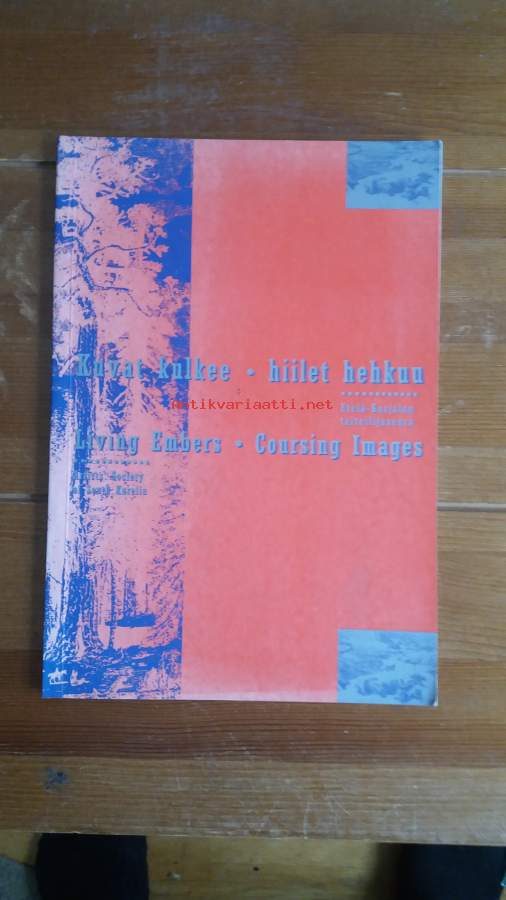 Kuvat kulkee • hiilet hehkuu
antikvariaatti.net
Etelä-Karjalan
taiteilijaseura
Living Embers • Coursing Images
Artists' Society
of South Karelia